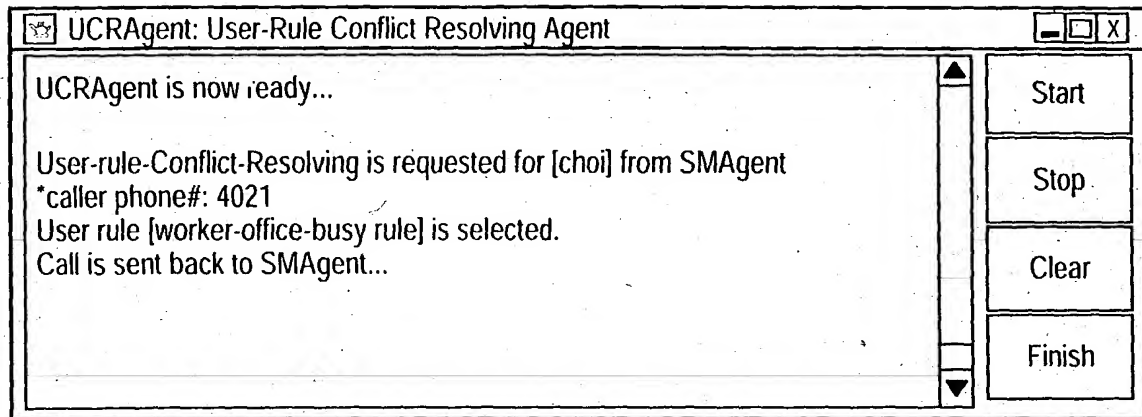 UCRAgent: User-Rule Conflict Resolving Agent
X
UCRAgent is now ready...
User-rule-Conflict-Resolving is requested for [choi] from SMAgent
*caller phone#: 4021
User rule [worker-office-busy rule] is selected.
Call is sent back to SMAgent...
Start
Stop
Clear
Finish